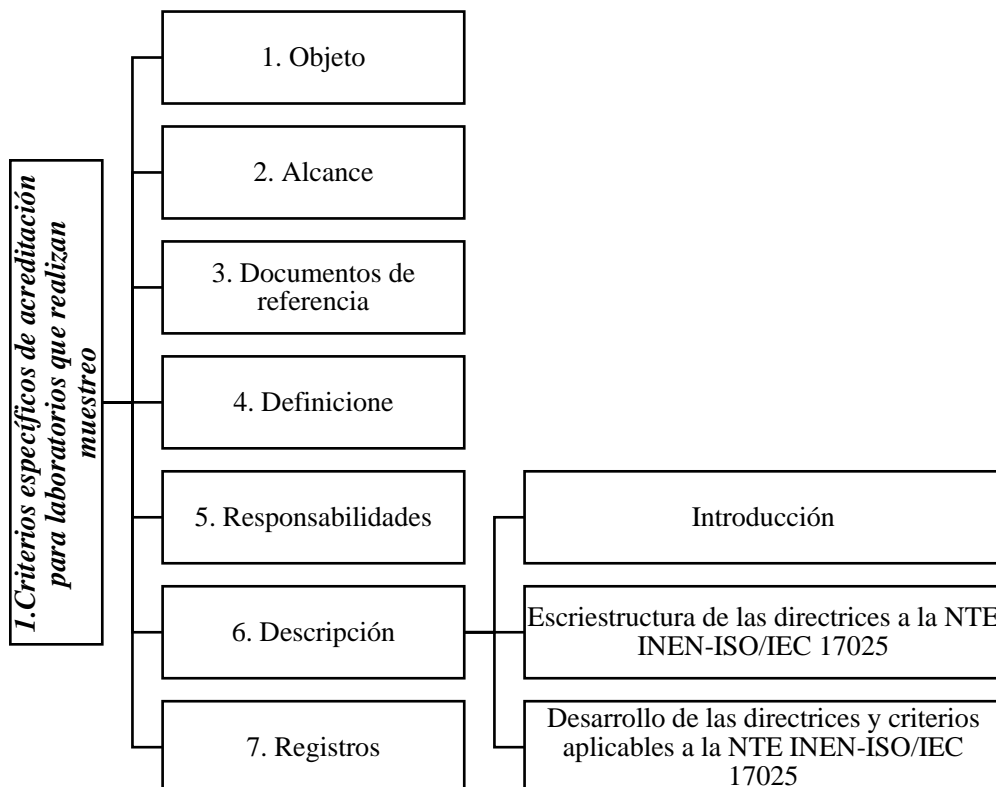 1.Criterios específicos de acreditación
para laboratorios que realizan
muestreo
1. Objeto
2. Alcance
3. Documentos de
referencia
4. Definicione
5. Responsabilidades
6. Descripción
7. Registros
Introducción
Escriestructura de las directrices a la NTE
INEN-ISO/IEC 17025
Desarrollo de las directrices y criterios
aplicables a la NTE INEN-ISO/IEC
17025